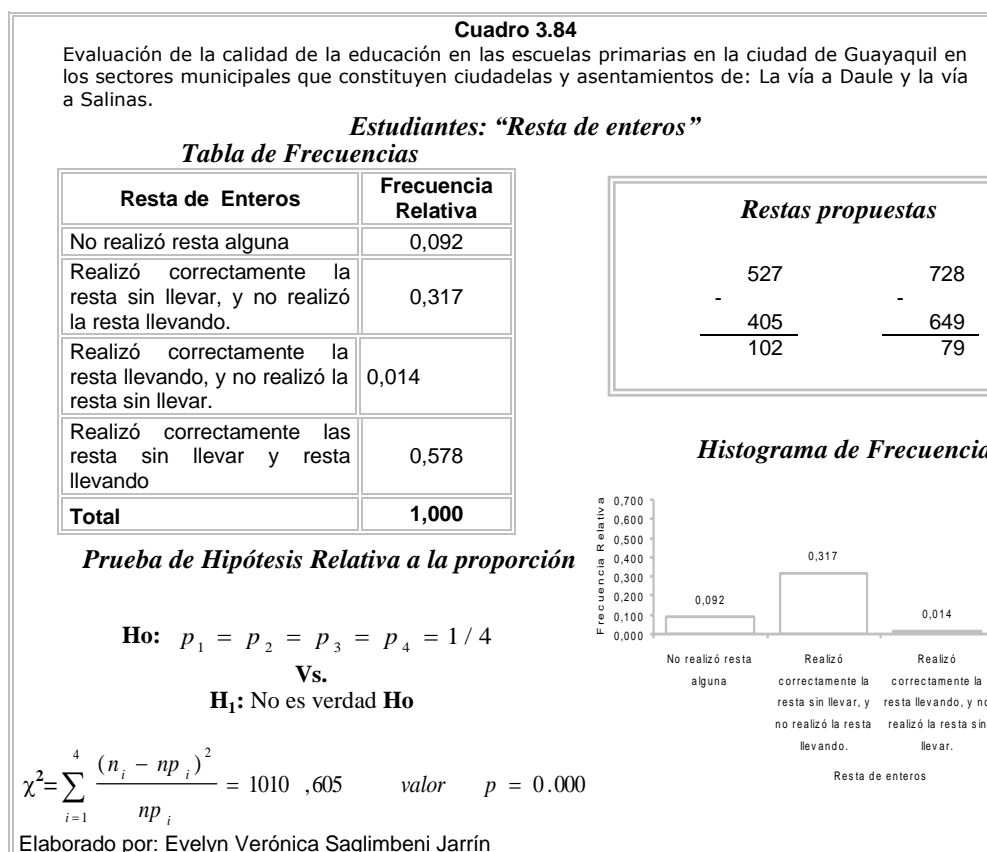 Cuadro 3.84
Evaluación de la calidad de la educación en las escuelas primarias en la ciudad de Guayaquil en
los sectores municipales que constituyen ciudadelas y asentamientos de: La vía a Daule y la vía
a Salinas.
Estudiantes: “Resta de enteros”
Tabla de Frecuencias
Resta de Enteros Frecuencia
Relativa
No realizó resta alguna 0,092
Realizó correctamente la
resta sin llevar, y no realizó 0,317
la resta llevando.
Realizó correctamente la
resta llevando, y no realizó la 0,014
resta sin llevar.
Realizó correctamente las
resta sin llevar y resta 0,578
llevando
Total 1,000
Restas propuestas
527 728
- -
405 649
102 79
Histograma de Frecuencia
Frecuencia Relativa
0,700
0,600
0,500
0,400
0,300
0,200
0,100
0,000
0,092
0,317
0,014
No realizó resta
alguna
Realizó
correctamente la
resta sin llevar, y
no realizó la resta
llevando.
Realizó
correctamente la
resta llevando, y no
realizó la resta sin
llevar.
Resta de enteros
Prueba de Hipótesis Relativa a la proporción
Ho: p₁ = p₂ = p₃ = p₄ = 1 / 4
Vs.
H₁: No es verdad Ho
χ²= ∑ᵢ₌₁⁴ (nᵢ − npᵢ)² / npᵢ = 1010 ,605 valor p = 0.000
Elaborado por: Evelyn Verónica Saglimbeni Jarrín